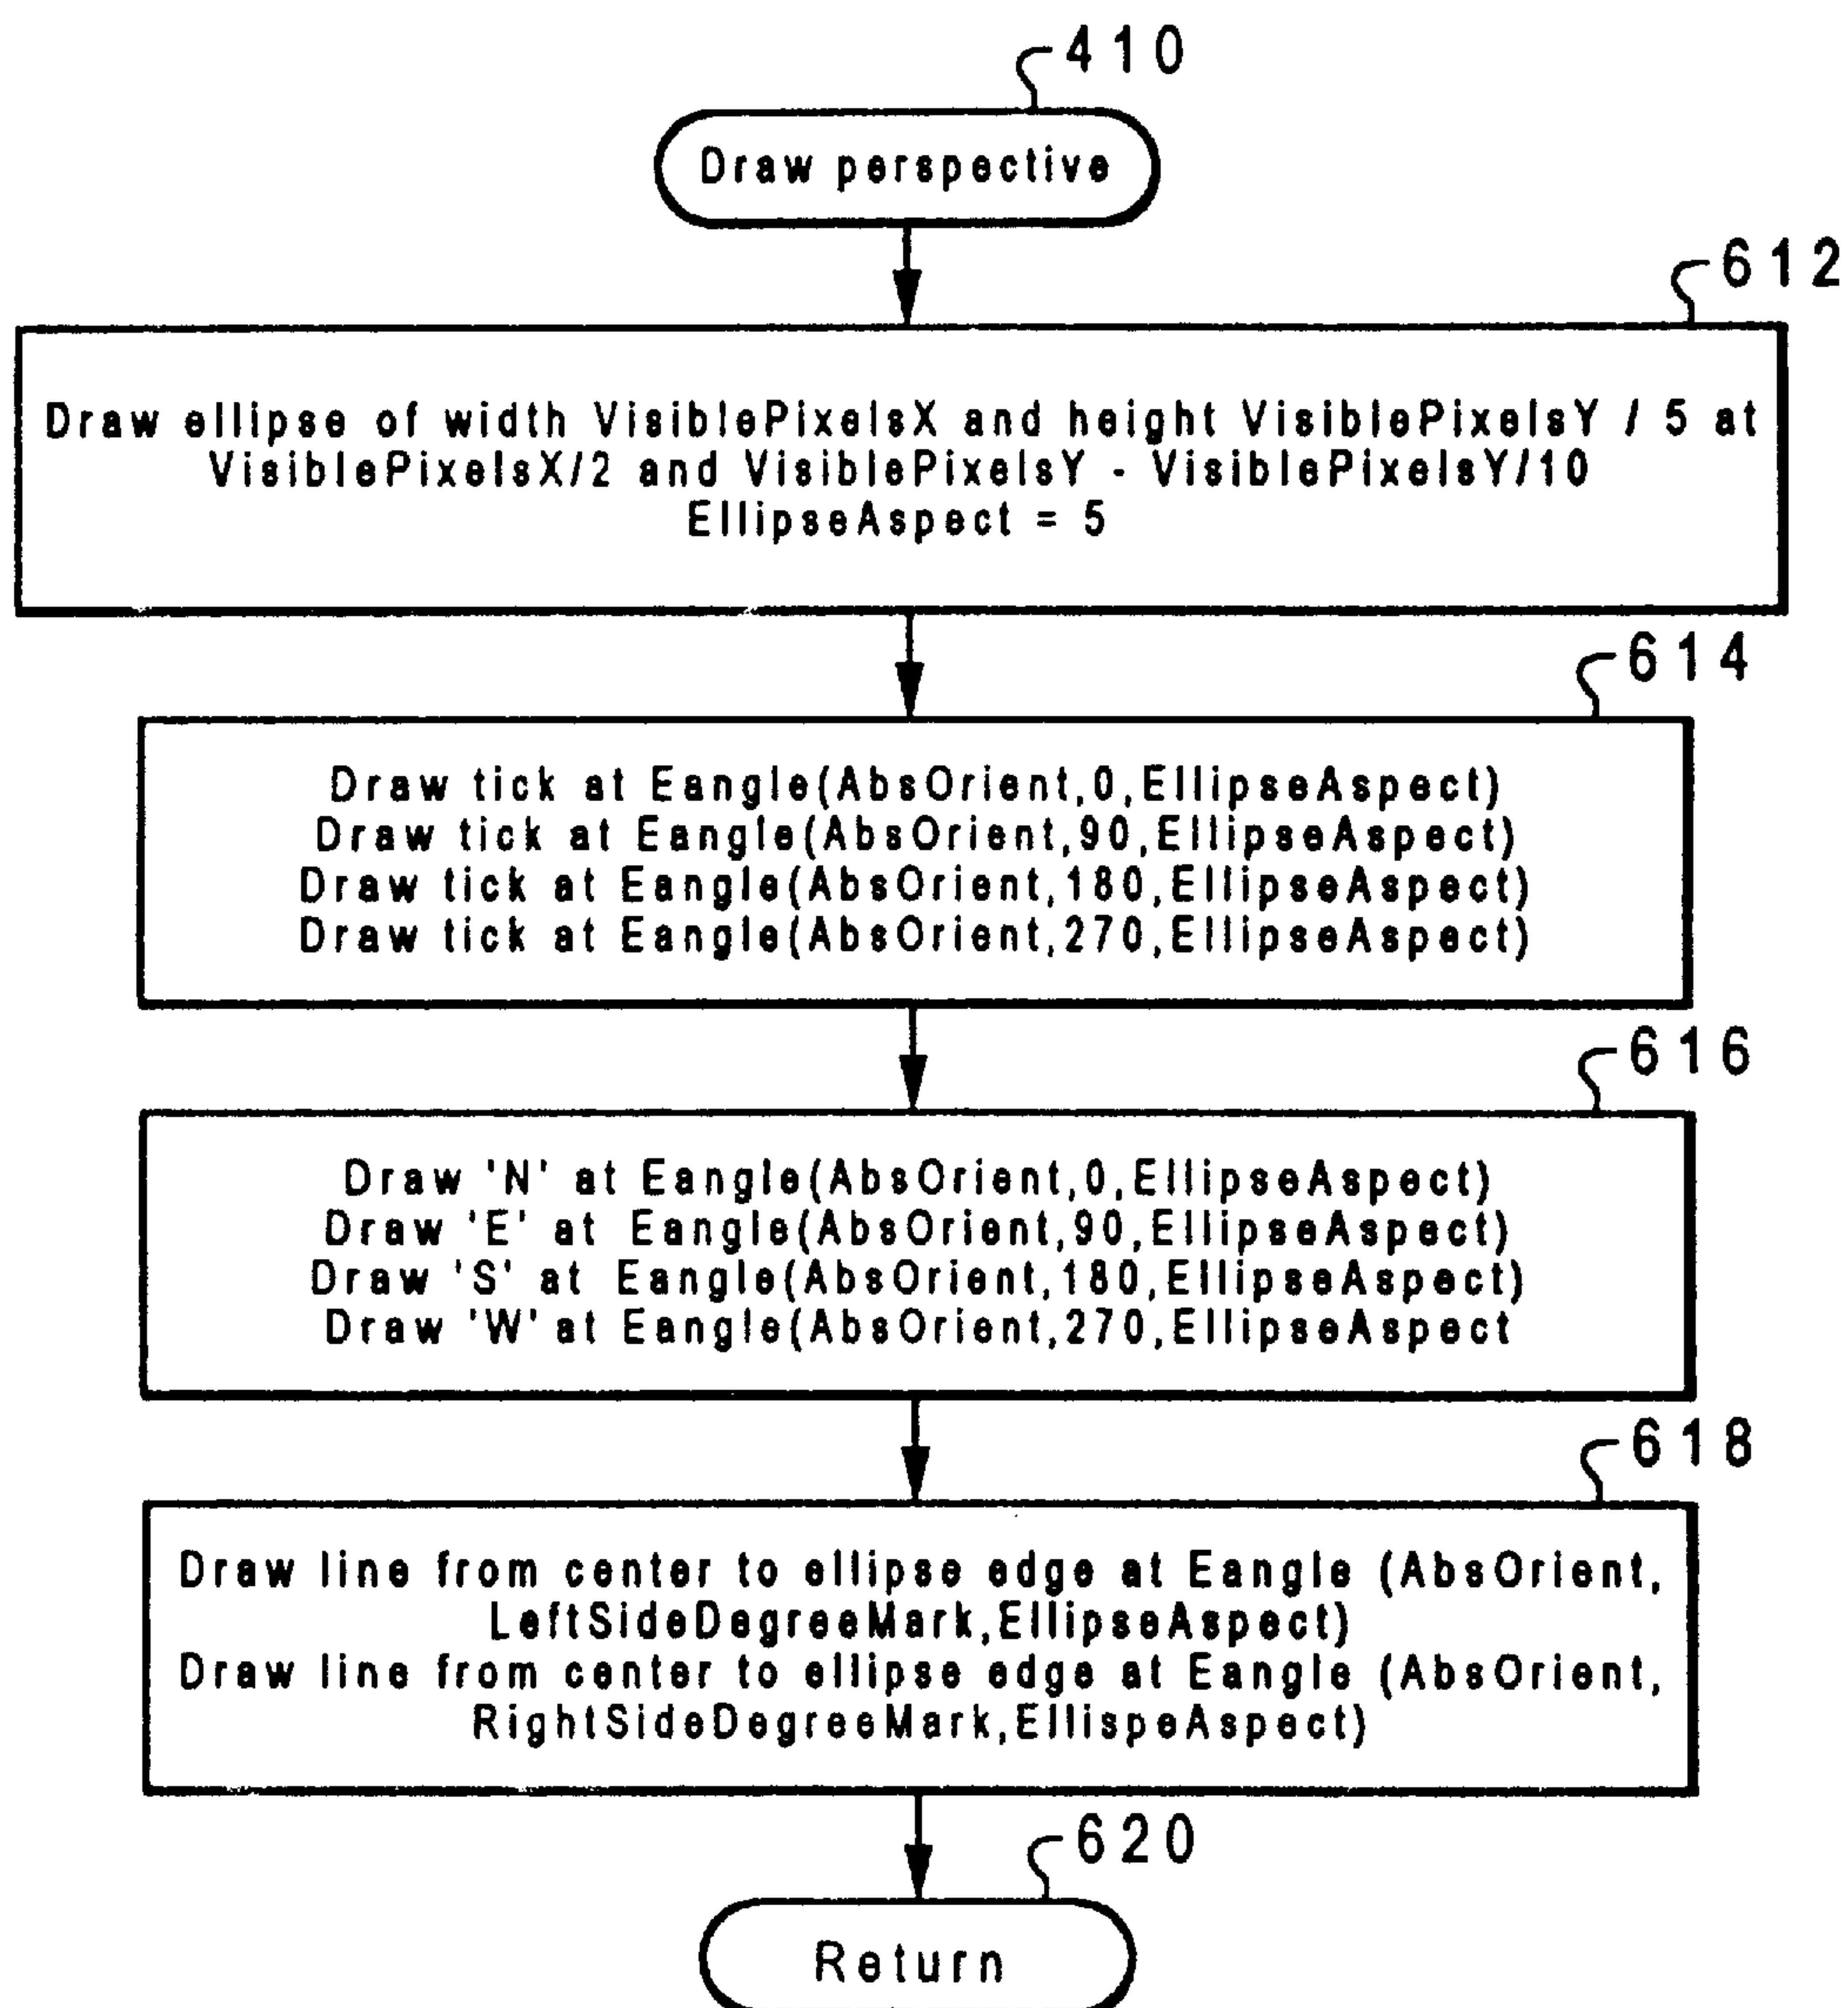 410
Draw perspective
612
Draw ellipse of width VisiblePixelsX and height VisiblePixelsY / 5 at
VisiblePixelsX/2 and VisiblePixelsY - VisiblePixelsY/10
EllipseAspect = 5
614
Draw tick at Eangle(AbsOrient,0,EllipseAspect)
Draw tick at Eangle(AbsOrient,90,EllipseAspect)
Draw tick at Eangle(AbsOrient,180,EllipseAspect)
Draw tick at Eangle(AbsOrient,270,EllipseAspect)
616
Draw 'N' at Eangle(AbsOrient,0,EllipseAspect)
Draw 'E' at Eangle(AbsOrient,90,EllipseAspect)
Draw 'S' at Eangle(AbsOrient,180,EllipseAspect)
Draw 'W' at Eangle(AbsOrient,270,EllipseAspect
618
Draw line from center to ellipse edge at Eangle (AbsOrient,
LeftSideDegreeMark,EllipseAspect)
Draw line from center to ellipse edge at Eangle (AbsOrient,
RightSideDegreeMark,EllispeAspect)
620
Return